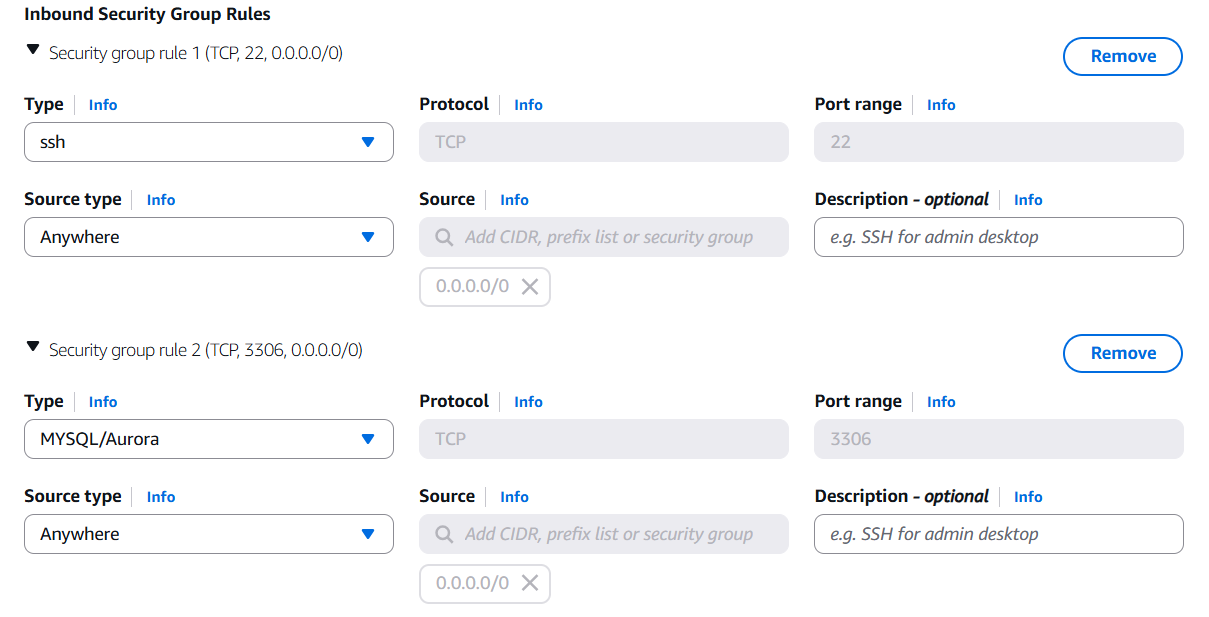 Inbound Security Group Rules
Security group rule 1 (TCP, 22, 0.0.0.0/0)
Remove
Type Info Protocol Info Port range Info
ssh TCP 22
Source type Info Source Info Description - optional Info
Anywhere Add CIDR, prefix list or security group e.g. SSH for admin desktop
0.0.0.0/0
Security group rule 2 (TCP, 3306, 0.0.0.0/0)
Remove
Type Info Protocol Info Port range Info
MYSQL/Aurora TCP 3306
Source type Info Source Info Description - optional Info
Anywhere Add CIDR, prefix list or security group e.g. SSH for admin desktop
0.0.0.0/0